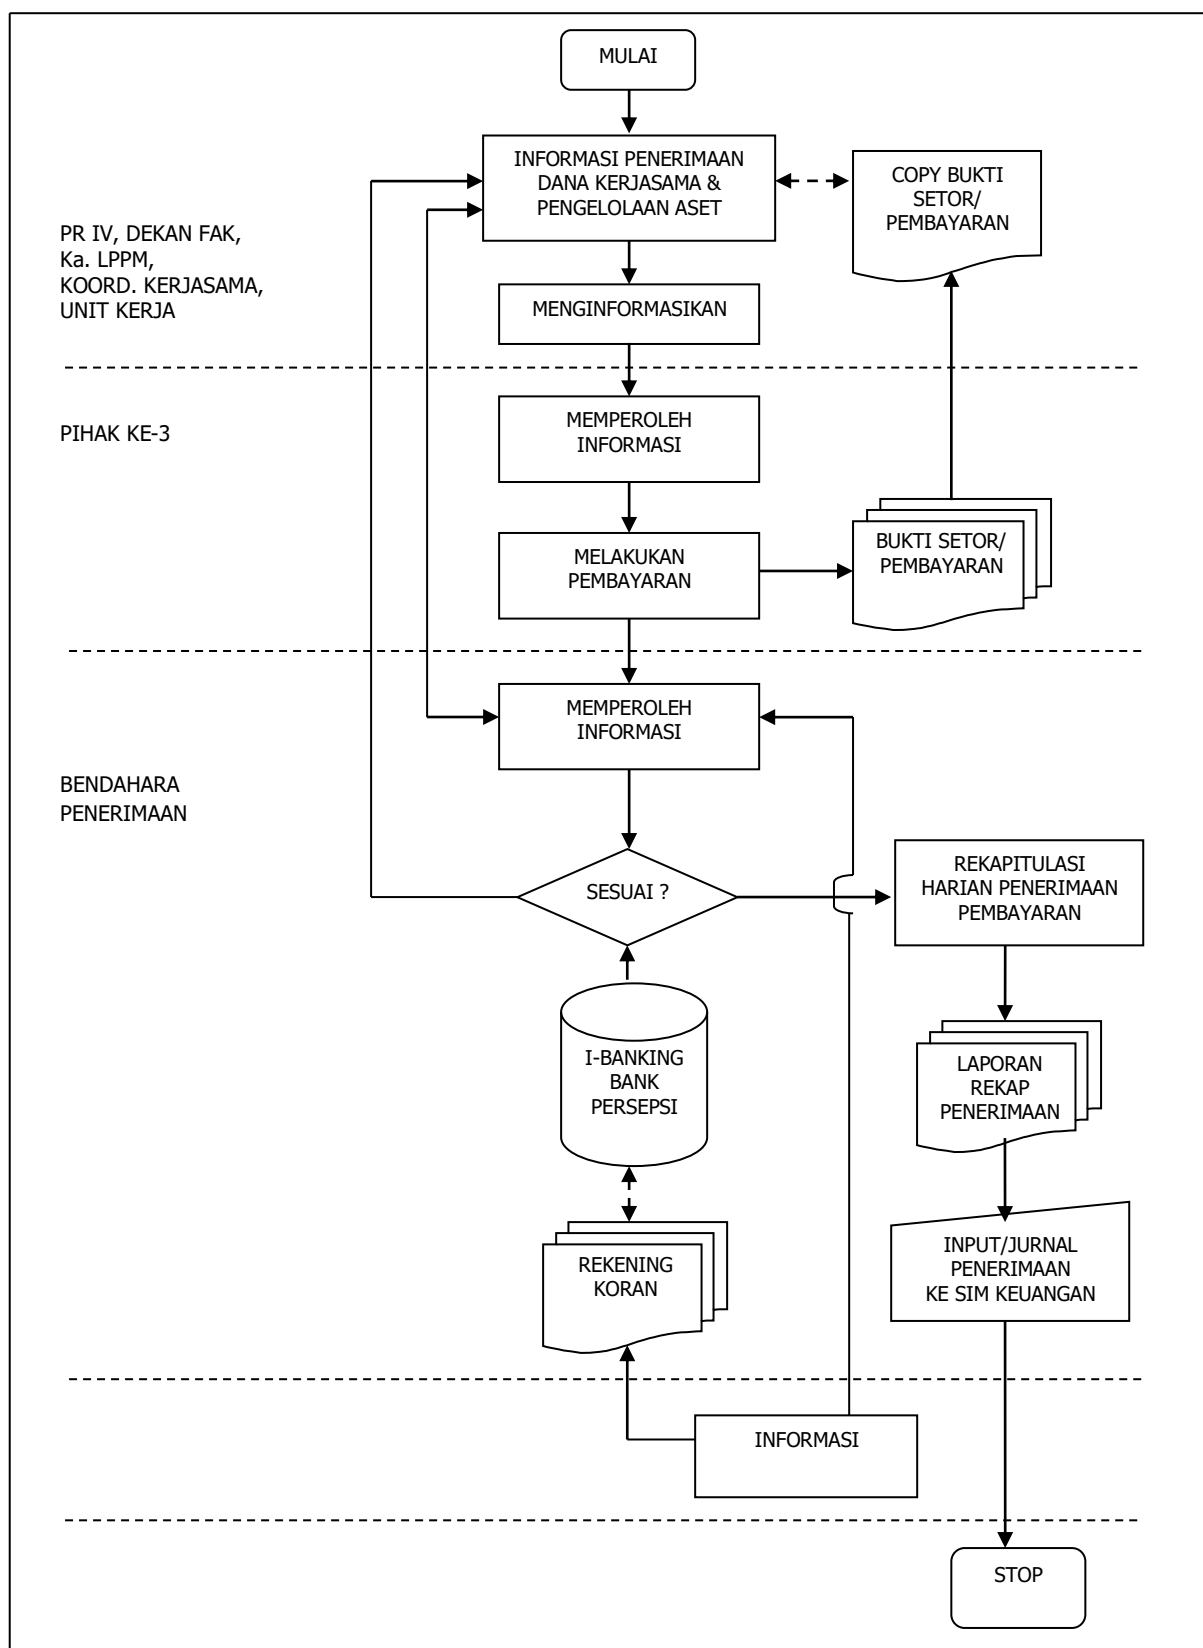 MULAI
INFORMASI PENERIMAAN
DANA KERJASAMA &
PENGELOLAAN ASET
COPY BUKTI
SETOR/
PEMBAYARAN
PR IV, DEKAN FAK,
Ka. LPPM,
KOORD. KERJASAMA,
UNIT KERJA
MENGINFORMASIKAN
PIHAK KE-3
MEMPEROLEH
INFORMASI
MELAKUKAN
PEMBAYARAN
BUKTI SETOR/
PEMBAYARAN
MEMPEROLEH
INFORMASI
BENDAHARA
PENERIMAAN
SESUAI ?
REKAPITULASI
HARIAN PENERIMAAN
PEMBAYARAN
I-BANKING
BANK
PERSEPSI
LAPORAN
REKAP
PENERIMAAN
REKENING
KORAN
INPUT/JURNAL
PENERIMAAN
KE SIM KEUANGAN
INFORMASI
STOP